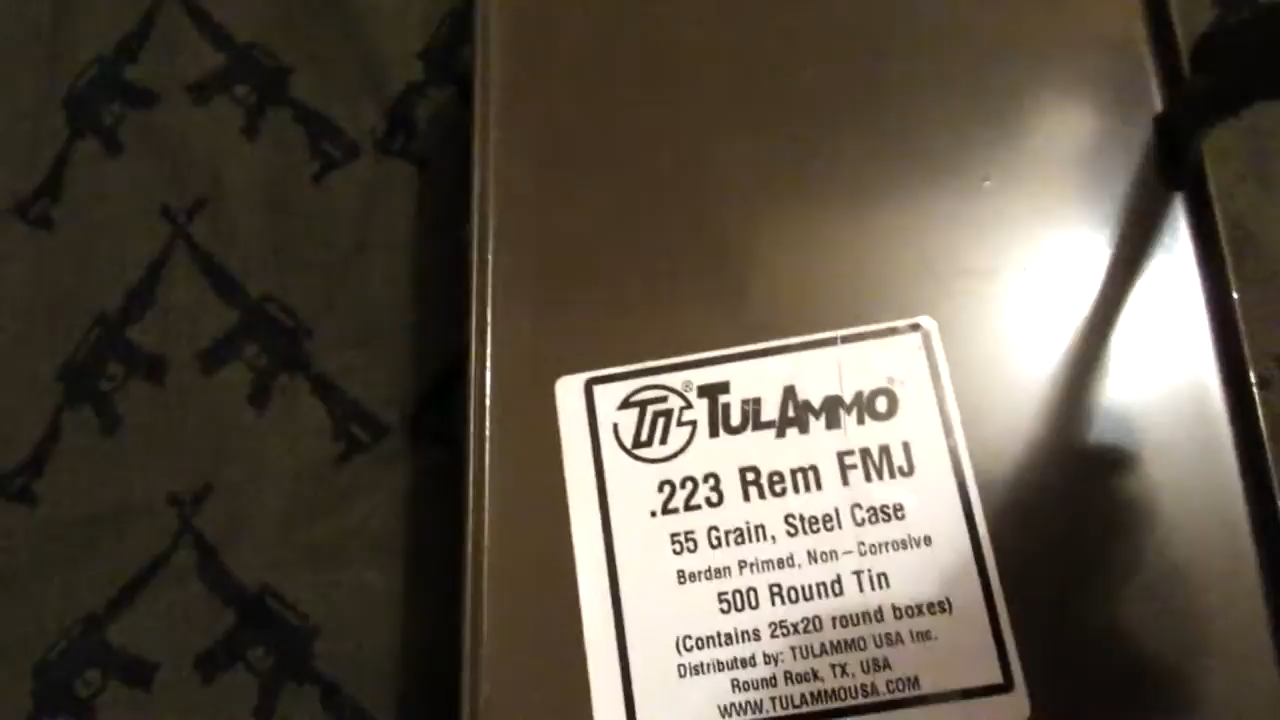 TN® TULAMMO®
.223 Rem FMJ
55 Grain, Steel Case
Berdan Primed, Non-Corrosive
500 Round Tin
(Contains 25x20 round boxes)
Distributed by: TULAMMO USA Inc.
Round Rock, TX, USA
WWW.TULAMMOUSA.COM